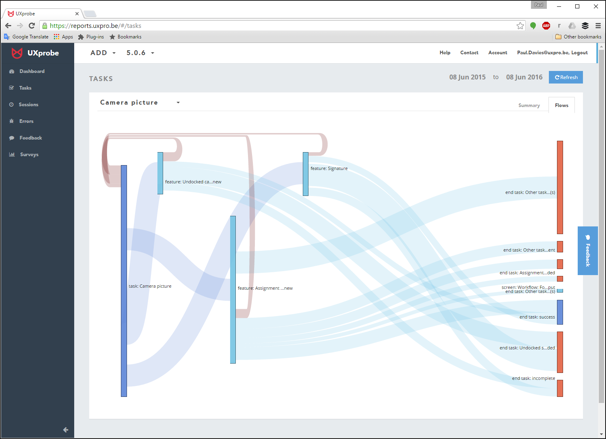 UXprobe
https://reports.uxpro.be/#/tasks
Google Translate
Apps
Plug-ins
Bookmarks
Other bookmarks
UXprobe
ADD
5.0.6
Help
Contact
Account
Paul.Davies@uxpro.be, Logout
Dashboard
Tasks
Sessions
Errors
Feedback
Surveys
TASKS
08 Jun 2015 to 08 Jun 2016
Refresh
Camera picture
Summary
Flows
feature: Undocked ca...new
feature: Signature
task: Camera picture
feature: Assignment ...new
end task: Other task...
end task: Other task...ent
end task: Assignment...ded
screen: Workflow: Fo...put
end task: Other task...
end task: success
end task: Undocked s...ded
end task: incomplete
Feedback